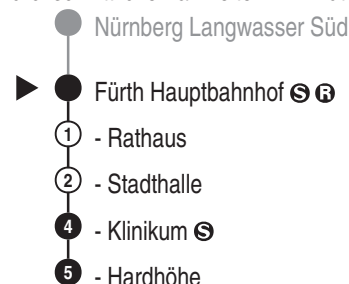 Nürnberg Langwasser Süd
Fürth Hauptbahnhof S R
1 - Rathaus
2 - Stadthalle
4 - Klinikum S
5 - Hardhöhe